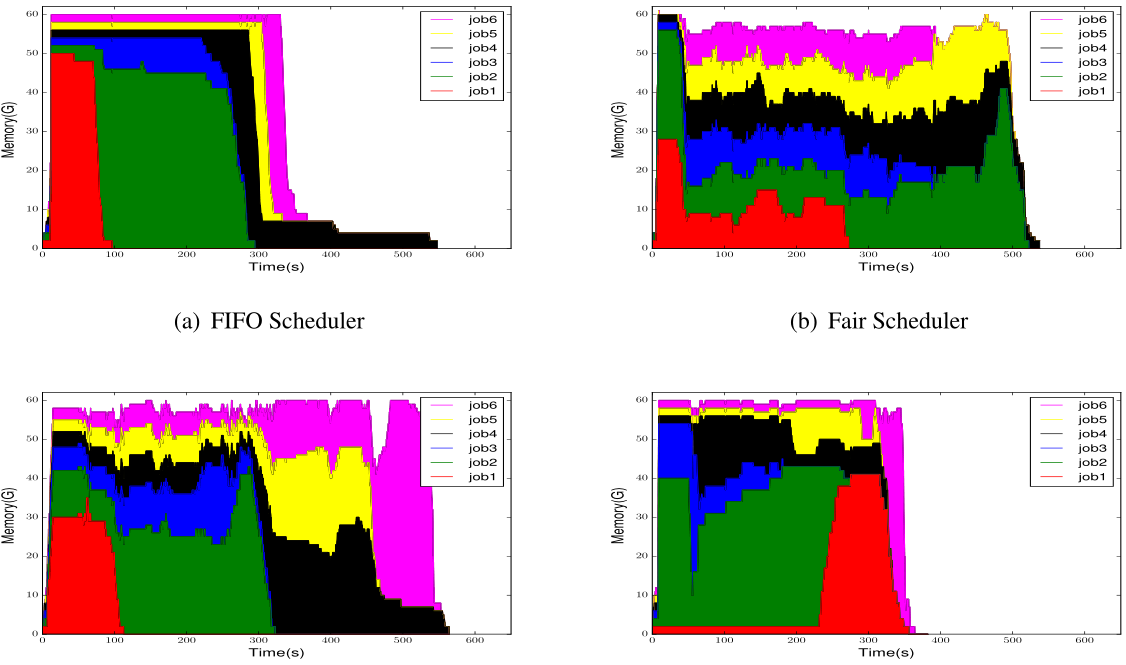 60
50
40
30
20
10
0
Memory(G)
0 100 200 300 400 500 600
Time(s)
job6
job5
job4
job3
job2
job1
(a) FIFO Scheduler
60
50
40
30
20
10
0
Memory(G)
0 100 200 300 400 500 600
Time(s)
job6
job5
job4
job3
job2
job1
(b) Fair Scheduler
60
50
40
30
20
10
0
Memory(G)
0 100 200 300 400 500 600
Time(s)
job6
job5
job4
job3
job2
job1
60
50
40
30
20
10
0
Memory(G)
0 100 200 300 400 500 600
Time(s)
job6
job5
job4
job3
job2
job1